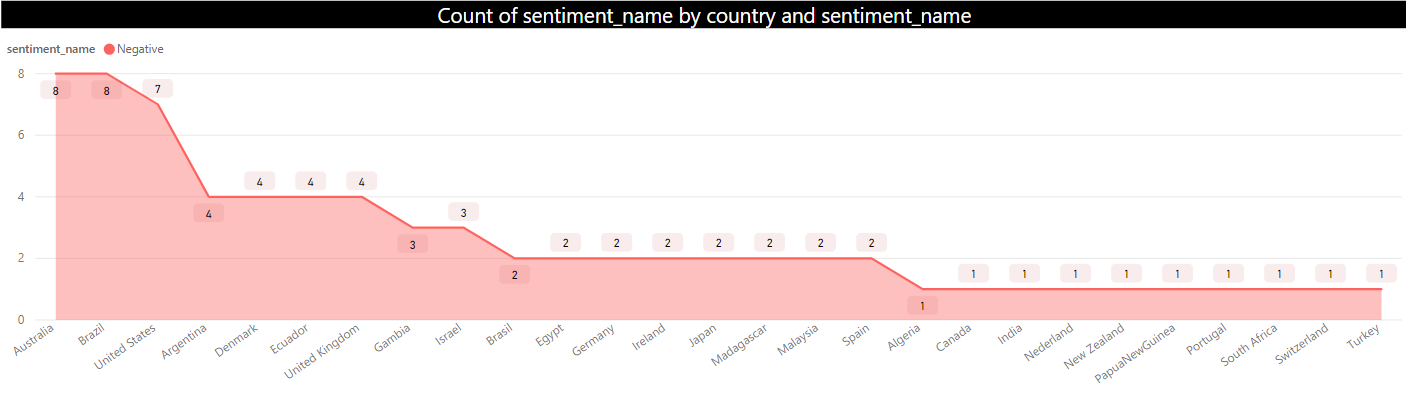 Count of sentiment_name by country and sentiment_name
sentiment_name Negative
8
6
4
2
0
8 8 7 4 4 4 4 3 3 2 2 2 2 2 2 2 2 1 1 1 1 1 1 1 1 1 1
Australia
Brazil
United States
Argentina
Denmark
Ecuador
United Kingdom
Gambia
Israel
Brasil
Egypt
Germany
Ireland
Japan
Madagascar
Malaysia
Spain
Algeria
Canada
India
Nederland
New Zealand
PapuaNewGuinea
Portugal
South Africa
Switzerland
Turkey